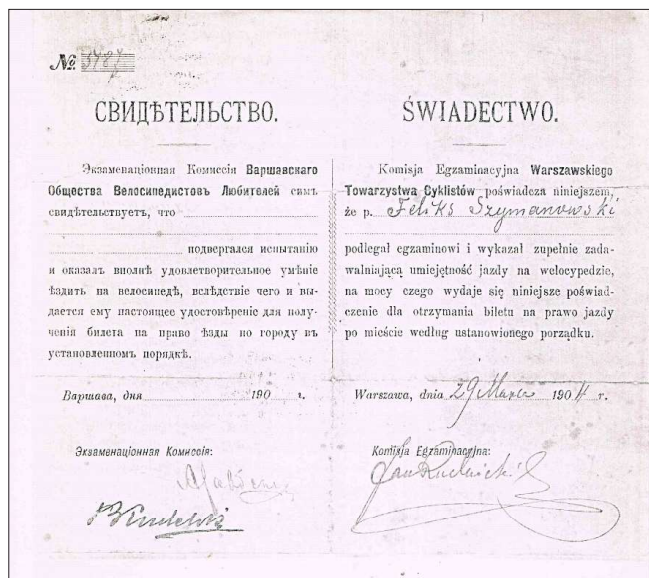 № 3487
СВИДѢТЕЛЬСТВО.
Экзаменаціонная Коммиссія Варшавскаго
Общества Велосипедистовъ Любителей симъ
свидѣтельствуетъ, что
подвергался испытанію
и оказалъ вполнѣ удовлетворительное умѣніе
ѣздить на велосипедѣ, вслѣдствіе чего и вы-
дается ему настоящее удостовѣреніе для полу-
ченія билета на право ѣзды по городу въ
установленномъ порядкѣ.
Варшава, дня 190 г.
Экзаменаціонная Коммиссія:
ŚWIADECTWO.
Komisja Egzaminacyjna Warszawskiego
Towarzystwa Cyklistów poświadcza niniejszem,
że p. Feliks Szymanowski
podlegał egzaminowi i wykazał zupełnie zada-
walniającą umiejętność jazdy na welocypedzie,
na mocy czego wydaje się niniejsze poświad-
czenie dla otrzymania biletu na prawo jazdy
po mieście według ustanowionego porządku.
Warszawa, dnia 29 Marca 1904 r.
Komisja Egzaminacyjna:
Jan Rudnicki